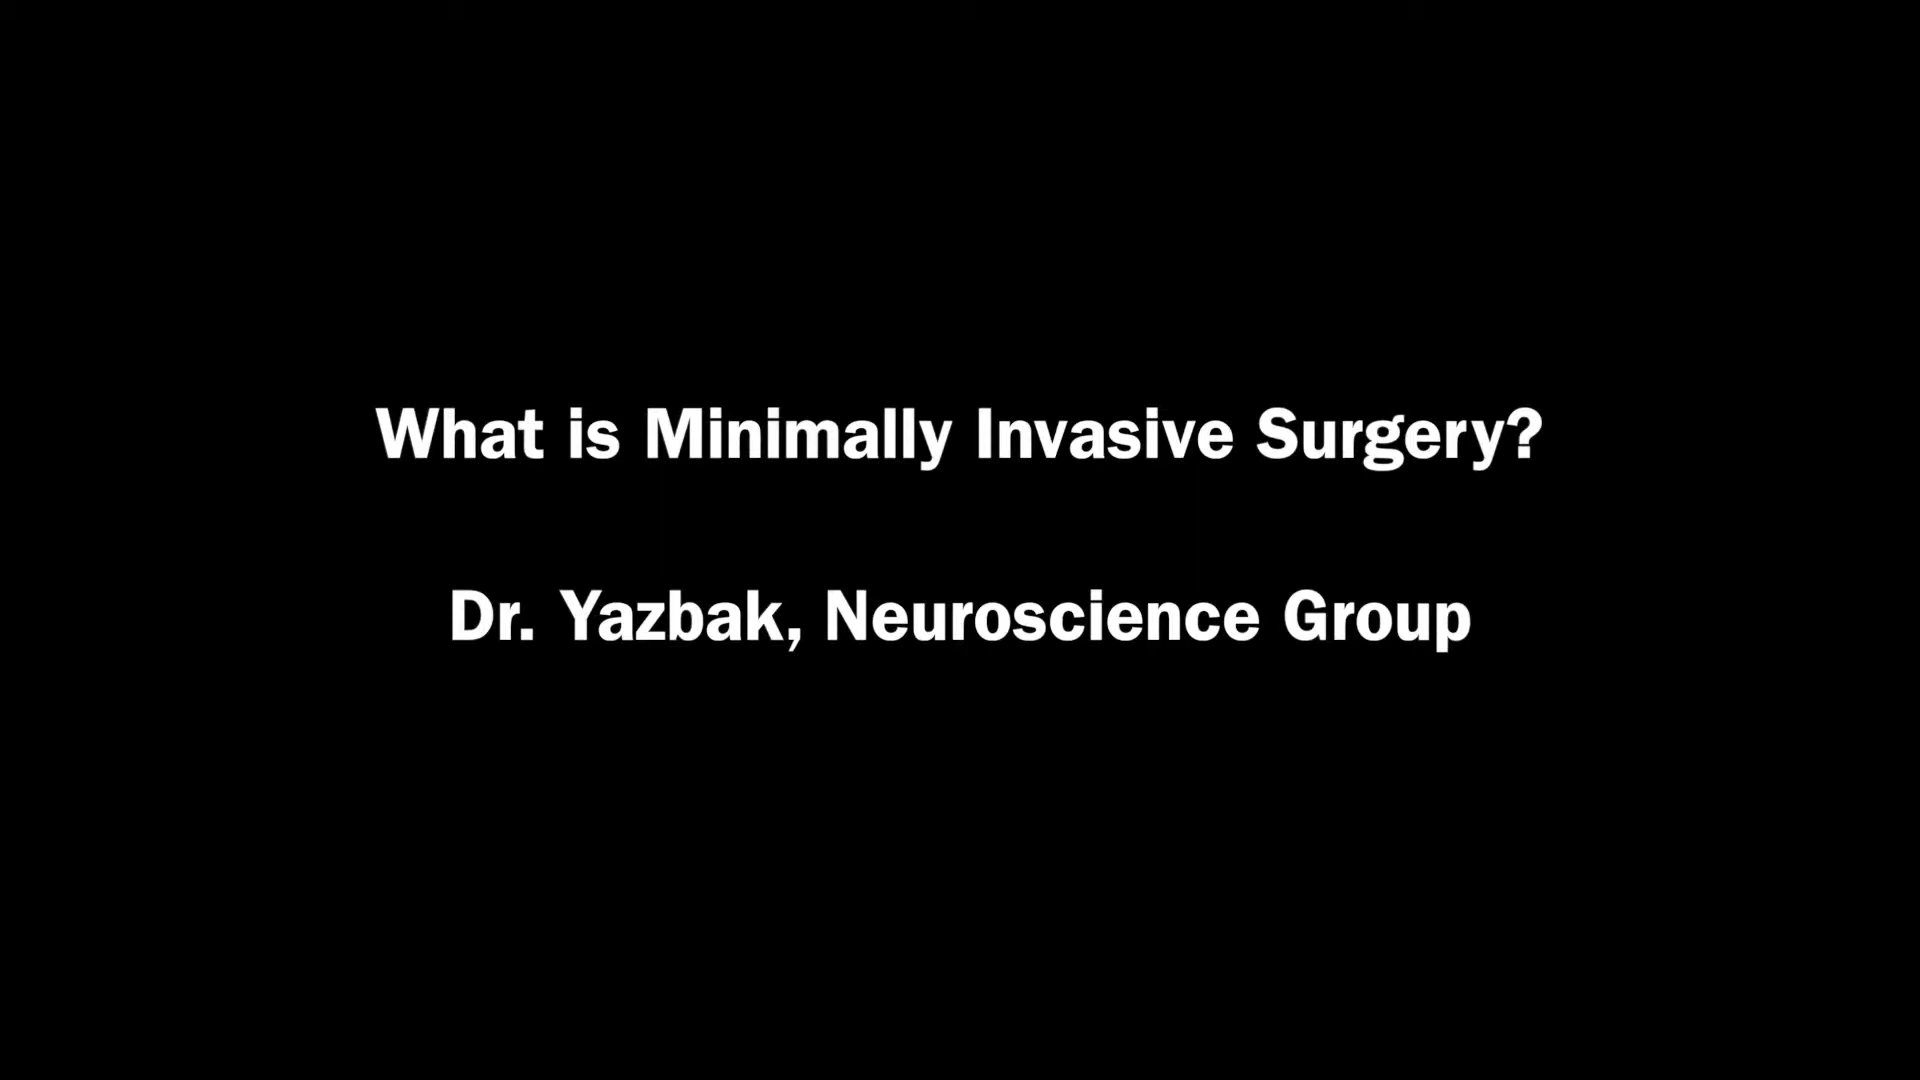 What is Minimally Invasive Surgery?
Dr. Yazbak, Neuroscience Group